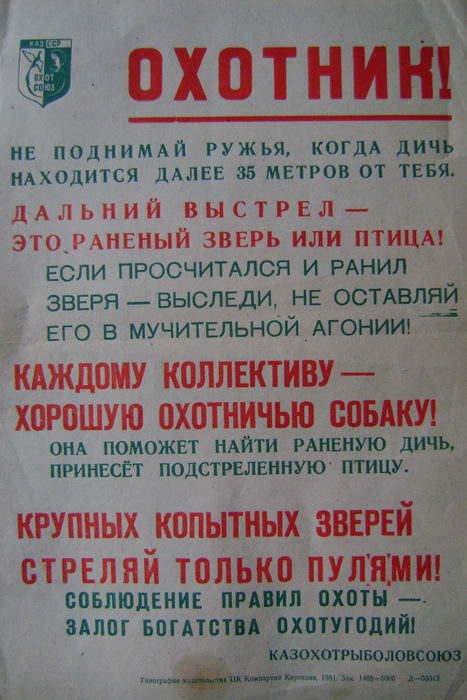 КАЗ ССР
ОХОТ
СОЮЗ
ОХОТНИК!
НЕ ПОДНИМАЙ РУЖЬЯ, КОГДА ДИЧЬ
НАХОДИТСЯ ДАЛЕЕ 35 МЕТРОВ ОТ ТЕБЯ.
ДАЛЬНИЙ ВЫСТРЕЛ —
ЭТО РАНЕНЫЙ ЗВЕРЬ ИЛИ ПТИЦА!
ЕСЛИ ПРОСЧИТАЛСЯ И РАНИЛ
ЗВЕРЯ — ВЫСЛЕДИ, НЕ ОСТАВЛЯЙ
ЕГО В МУЧИТЕЛЬНОЙ АГОНИИ!
КАЖДОМУ КОЛЛЕКТИВУ —
ХОРОШУЮ ОХОТНИЧЬЮ СОБАКУ!
ОНА ПОМОЖЕТ НАЙТИ РАНЕНУЮ ДИЧЬ,
ПРИНЕСЁТ ПОДСТРЕЛЕННУЮ ПТИЦУ.
КРУПНЫХ КОПЫТНЫХ ЗВЕРЕЙ
СТРЕЛЯЙ ТОЛЬКО ПУЛЯМИ!
СОБЛЮДЕНИЕ ПРАВИЛ ОХОТЫ —
ЗАЛОГ БОГАТСТВА ОХОТУГОДИЙ!
КАЗОХОТРЫБОЛОВСОЮЗ
Типография издательства ЦК Компартии Киргизии, 1981. Зак. 1469—5000 Д—03312